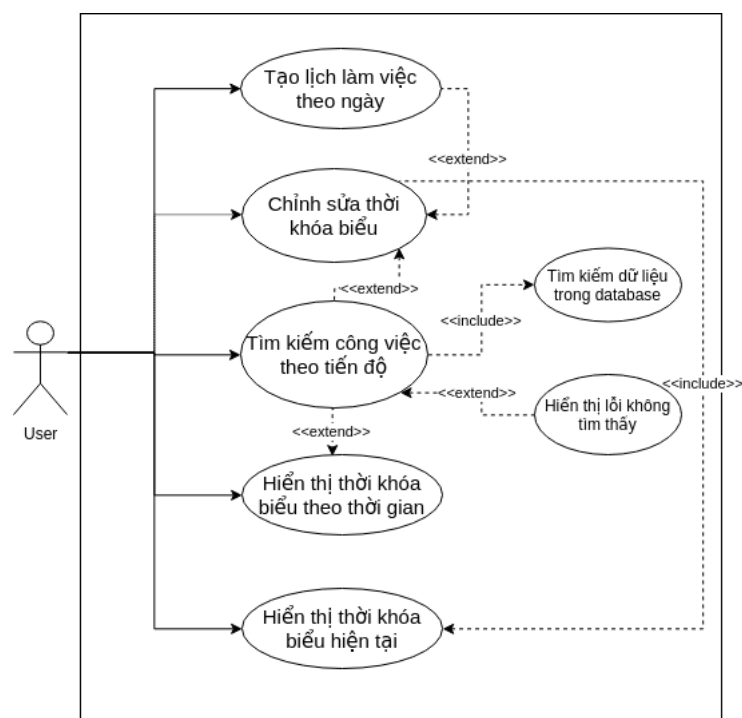 Tạo lịch làm việc
theo ngày
<<extend>>
Chỉnh sửa thời
khóa biểu
<<extend>>
Tìm kiếm dữ liệu
trong database
<<include>>
Tìm kiếm công việc
theo tiến độ
<<include>>
<<extend>>
Hiển thị lỗi không
tìm thấy
User
<<extend>>
Hiển thị thời khóa
biểu theo thời gian
Hiển thị thời khóa
biểu hiện tại